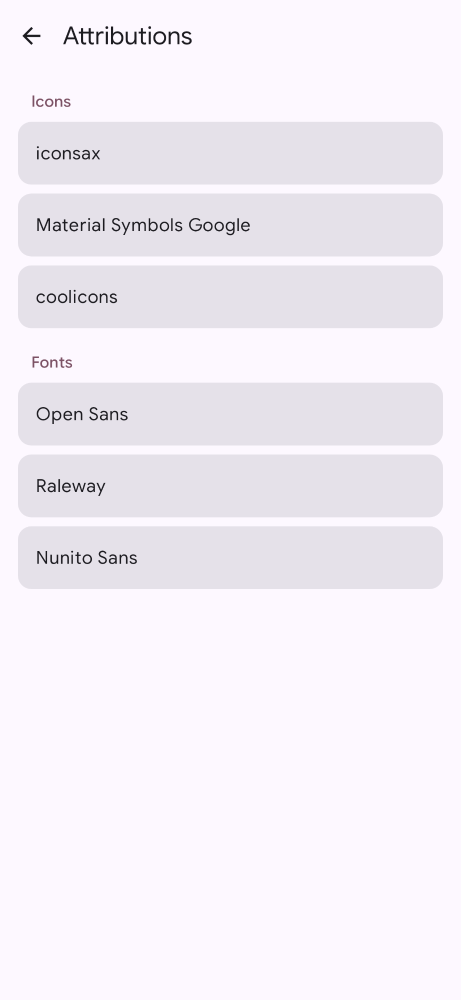 Attributions
Icons
iconsax
Material Symbols Google
coolicons
Fonts
Open Sans
Raleway
Nunito Sans